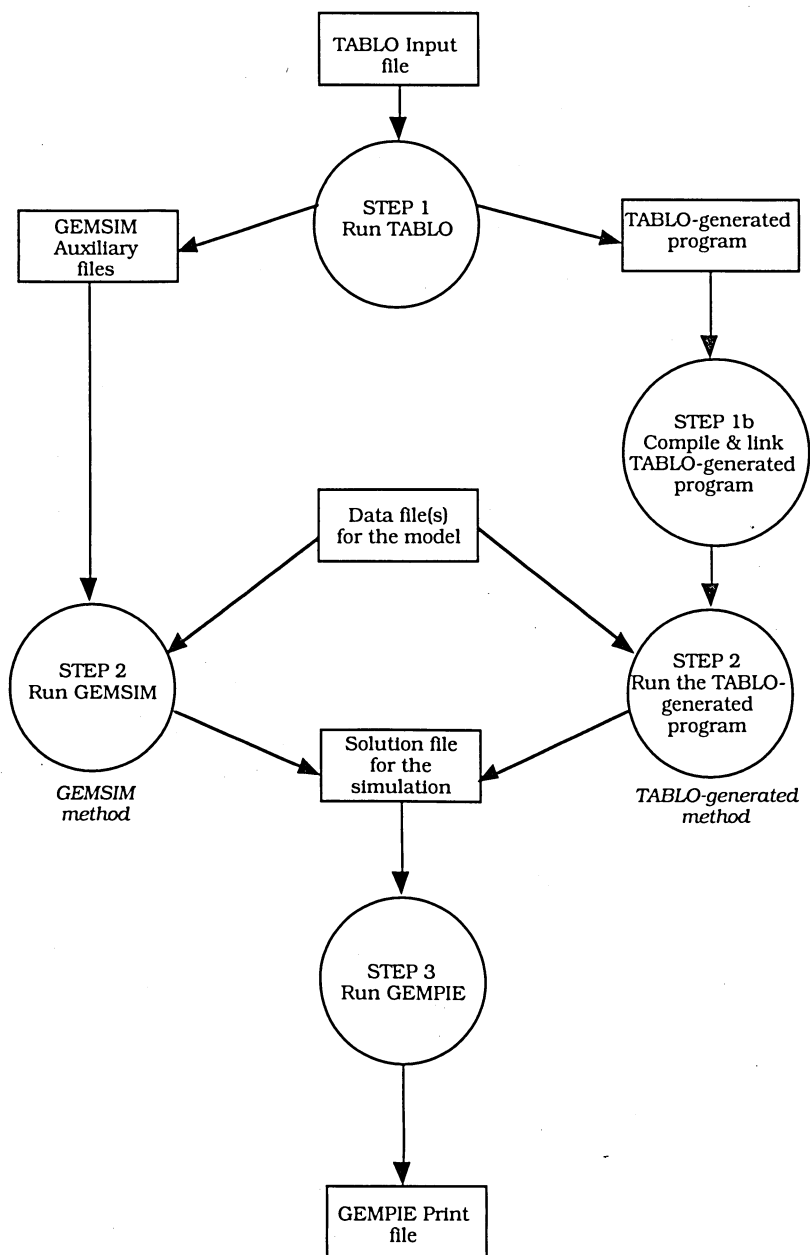 TABLO Input
file
STEP 1
Run TABLO
GEMSIM
Auxiliary
files
TABLO-generated
program
STEP 1b
Compile & link
TABLO-generated
program
Data file(s)
for the model
STEP 2
Run GEMSIM
STEP 2
Run the TABLO-
generated
program
Solution file
for the
simulation
GEMSIM
method
TABLO-generated
method
STEP 3
Run GEMPIE
GEMPIE Print
file